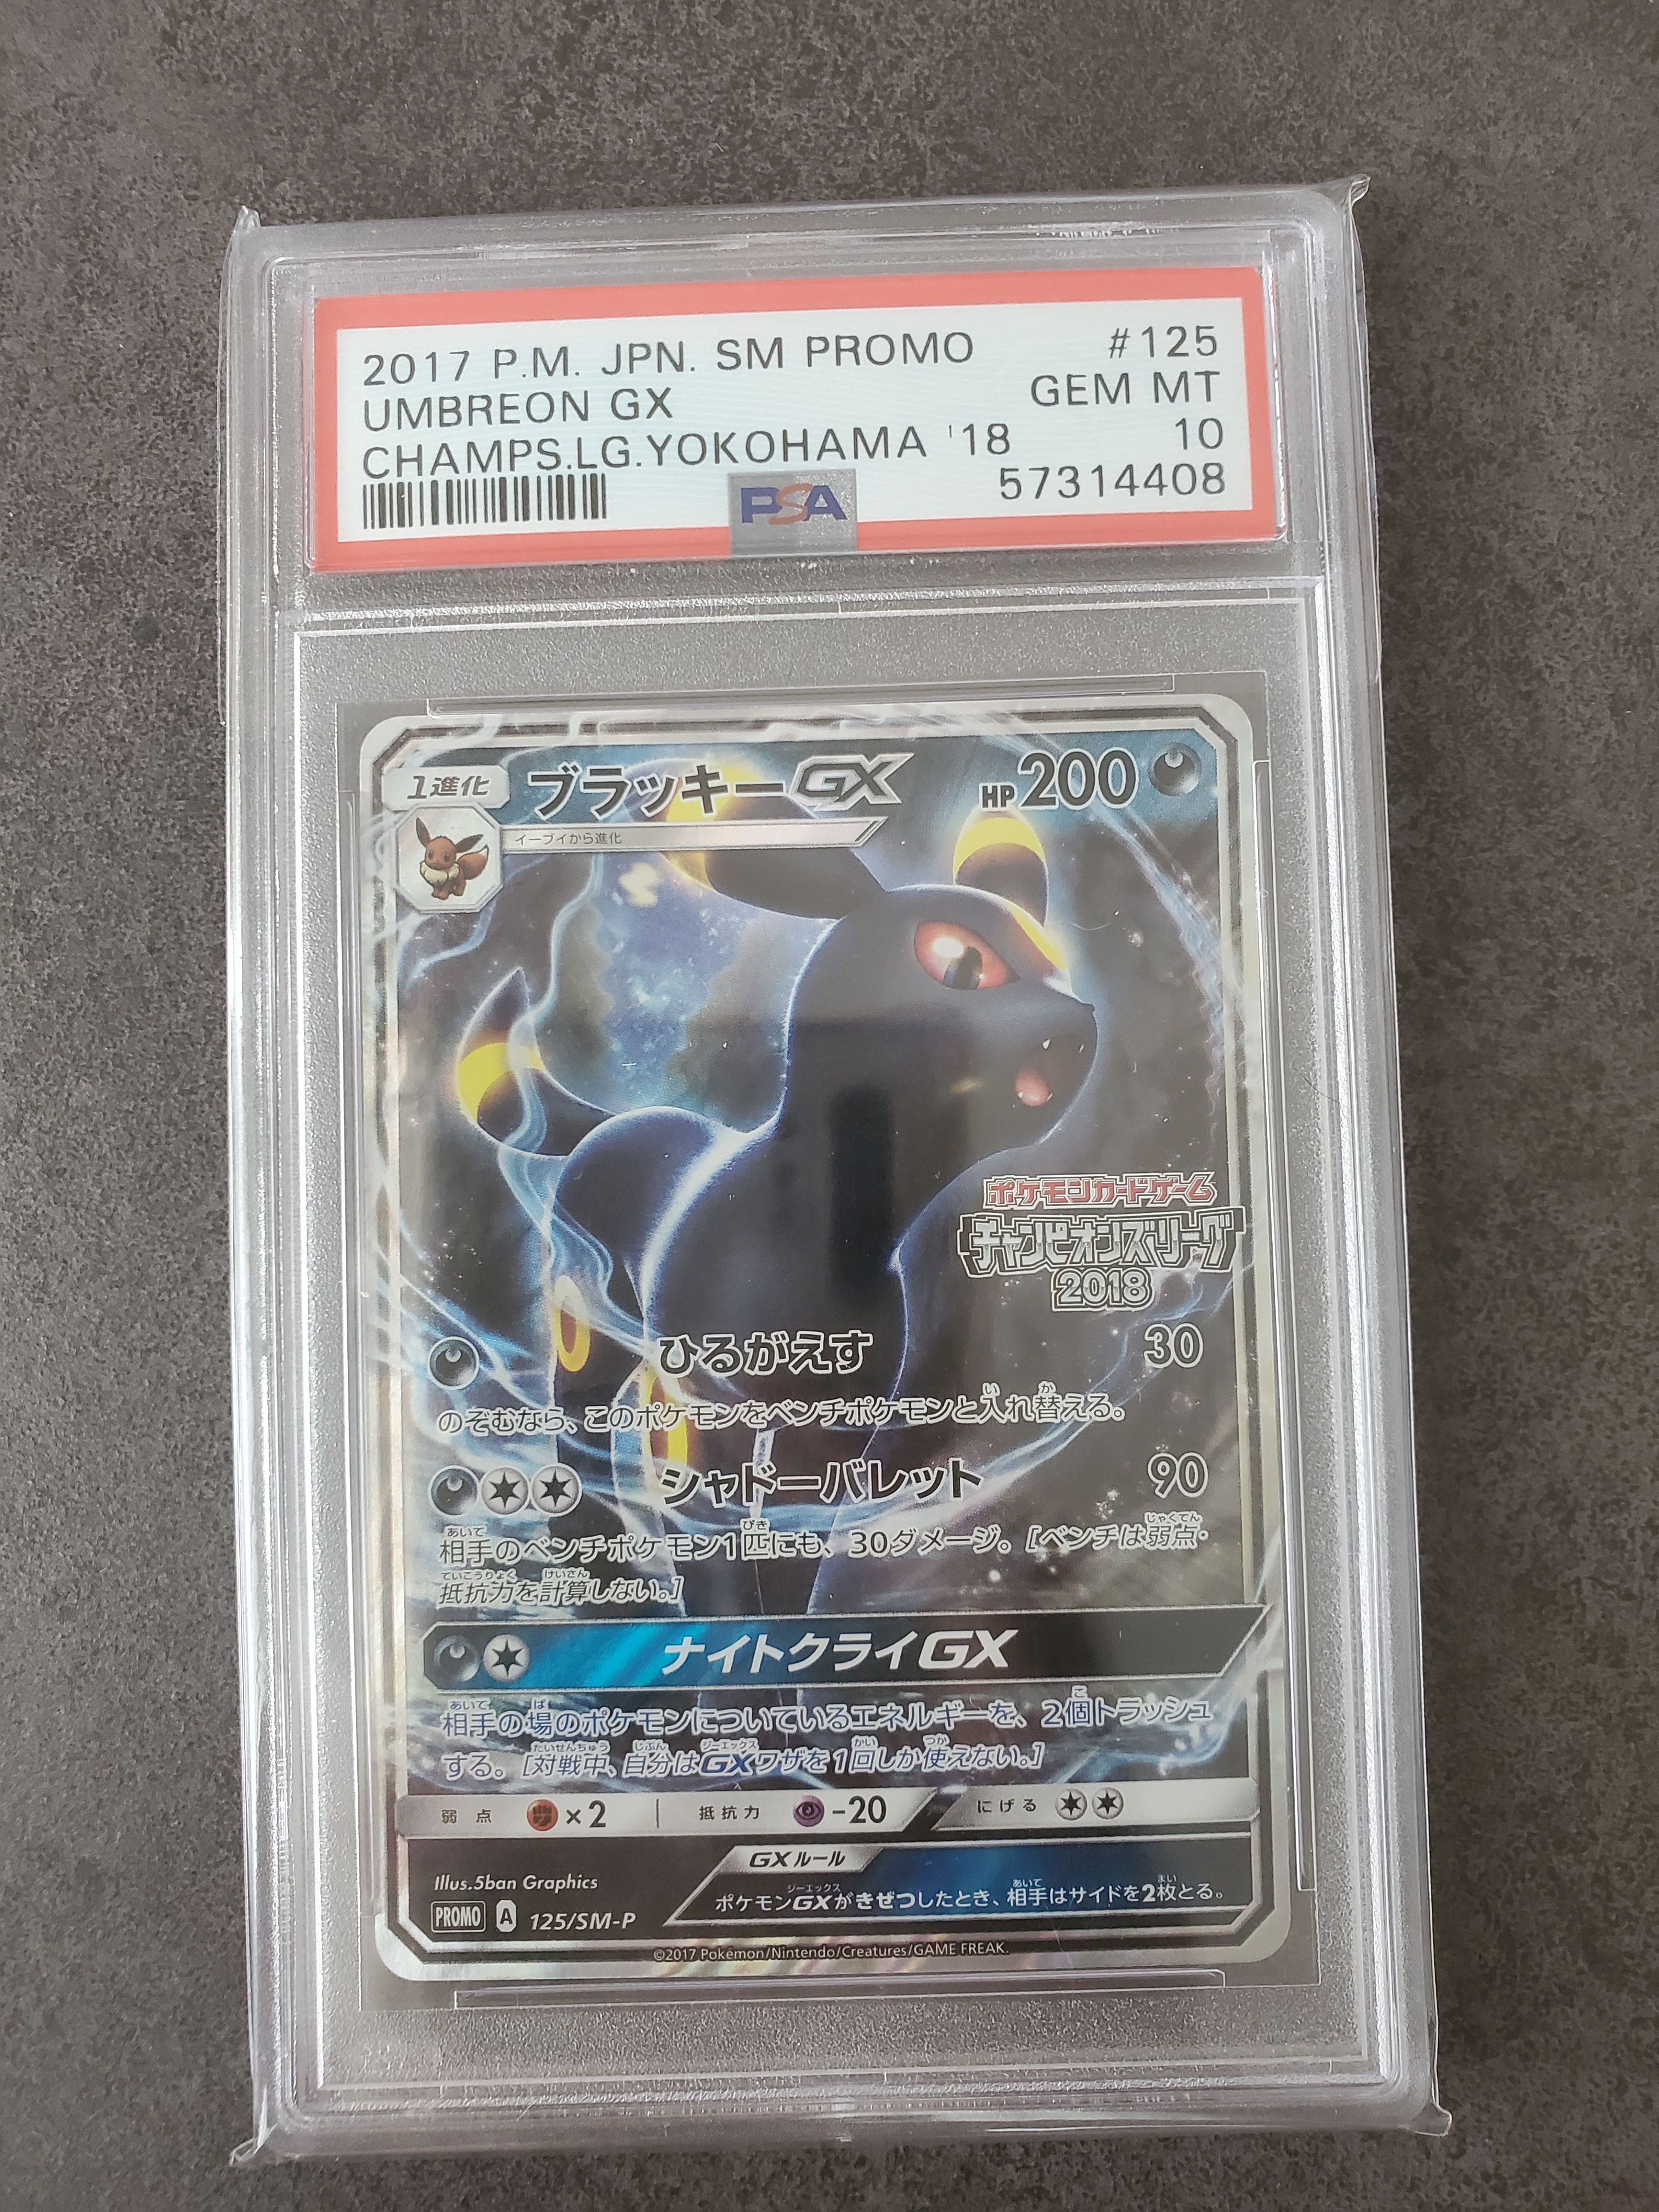 2017 P.M. JPN. SM PROMO #125
UMBREON GX GEM MT
CHAMPS.LG.YOKOHAMA '18 10
57314408
PSA
1進化 ブラッキーGX HP200
イーブイから進化
ポケモンカードゲーム
チャンピオンズリーグ
2018
ひるがえす 30
のぞむなら、このポケモンをベンチポケモンと入れ替える。
シャドーバレット 90
相手のベンチポケモン1匹にも、30ダメージ。[ベンチは弱点・
抵抗力を計算しない。]
ナイトクライGX
相手の場のポケモンについているエネルギーを、2個トラッシュ
する。[対戦中、自分はGXワザを1回しか使えない。]
弱点 ×2 抵抗力 -20 にげる
GXルール
Illus.5ban Graphics
ポケモンGXがきぜつしたとき、相手はサイドを2枚とる。
PROMO A 125/SM-P
©2017 Pokémon/Nintendo/Creatures/GAME FREAK.